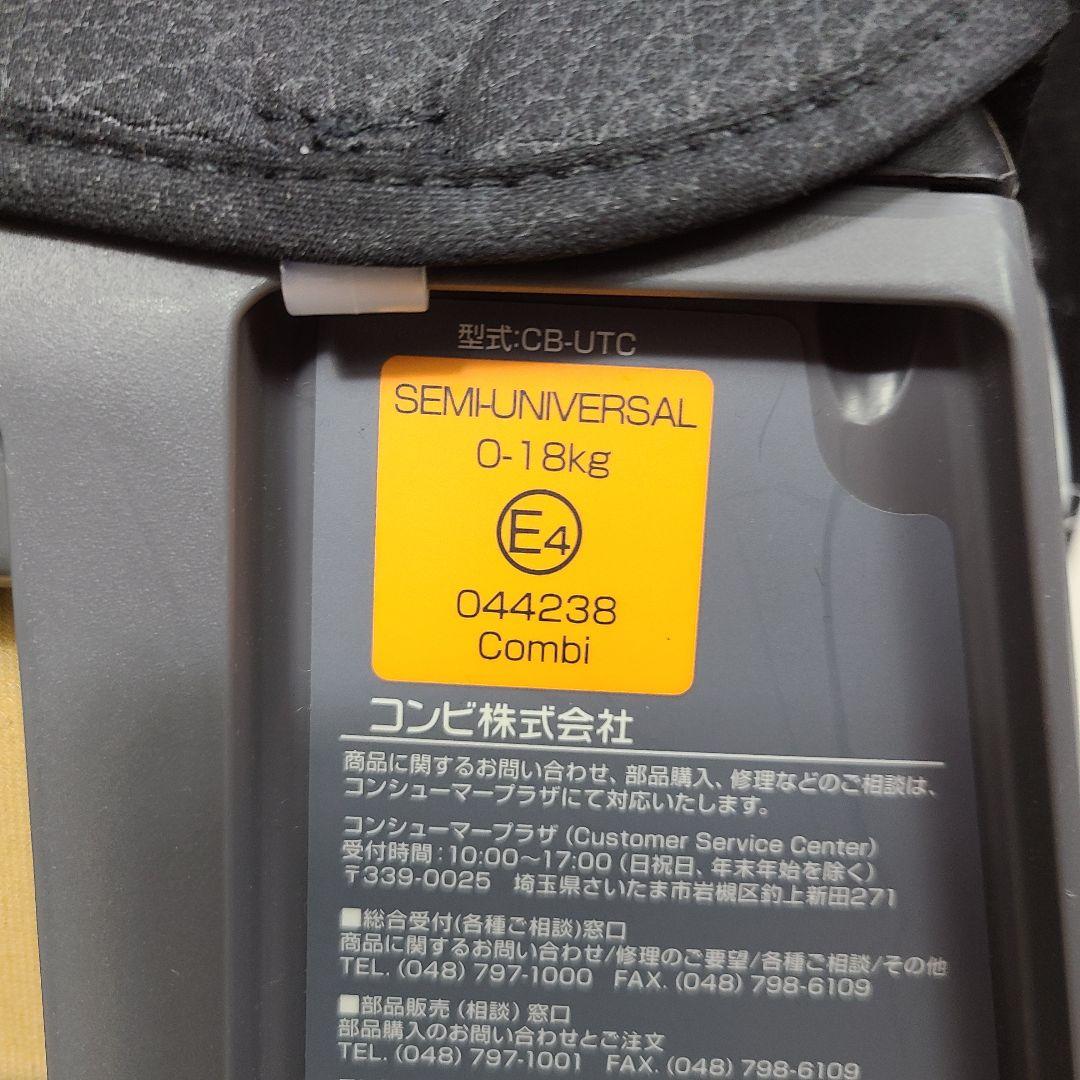 型式:CB-UTC
SEMI-UNIVERSAL
0-18kg
E4
044238
Combi
コンビ株式会社
商品に関するお問い合わせ、部品購入、修理などのご相談は、
コンシューマープラザにて対応いたします。
コンシューマープラザ (Customer Service Center)
受付時間:10:00～17:00 (日祝日、年末年始を除く)
〒339-0025 埼玉県さいたま市岩槻区釣上新田271
■総合受付(各種ご相談)窓口
商品に関するお問い合わせ/修理のご要望/各種ご相談/その他
TEL. (048) 797-1000 FAX. (048) 798-6109
■部品販売 (相談) 窓口
部品購入のお問い合わせとご注文
TEL. (048) 797-1001 FAX. (048) 798-6109